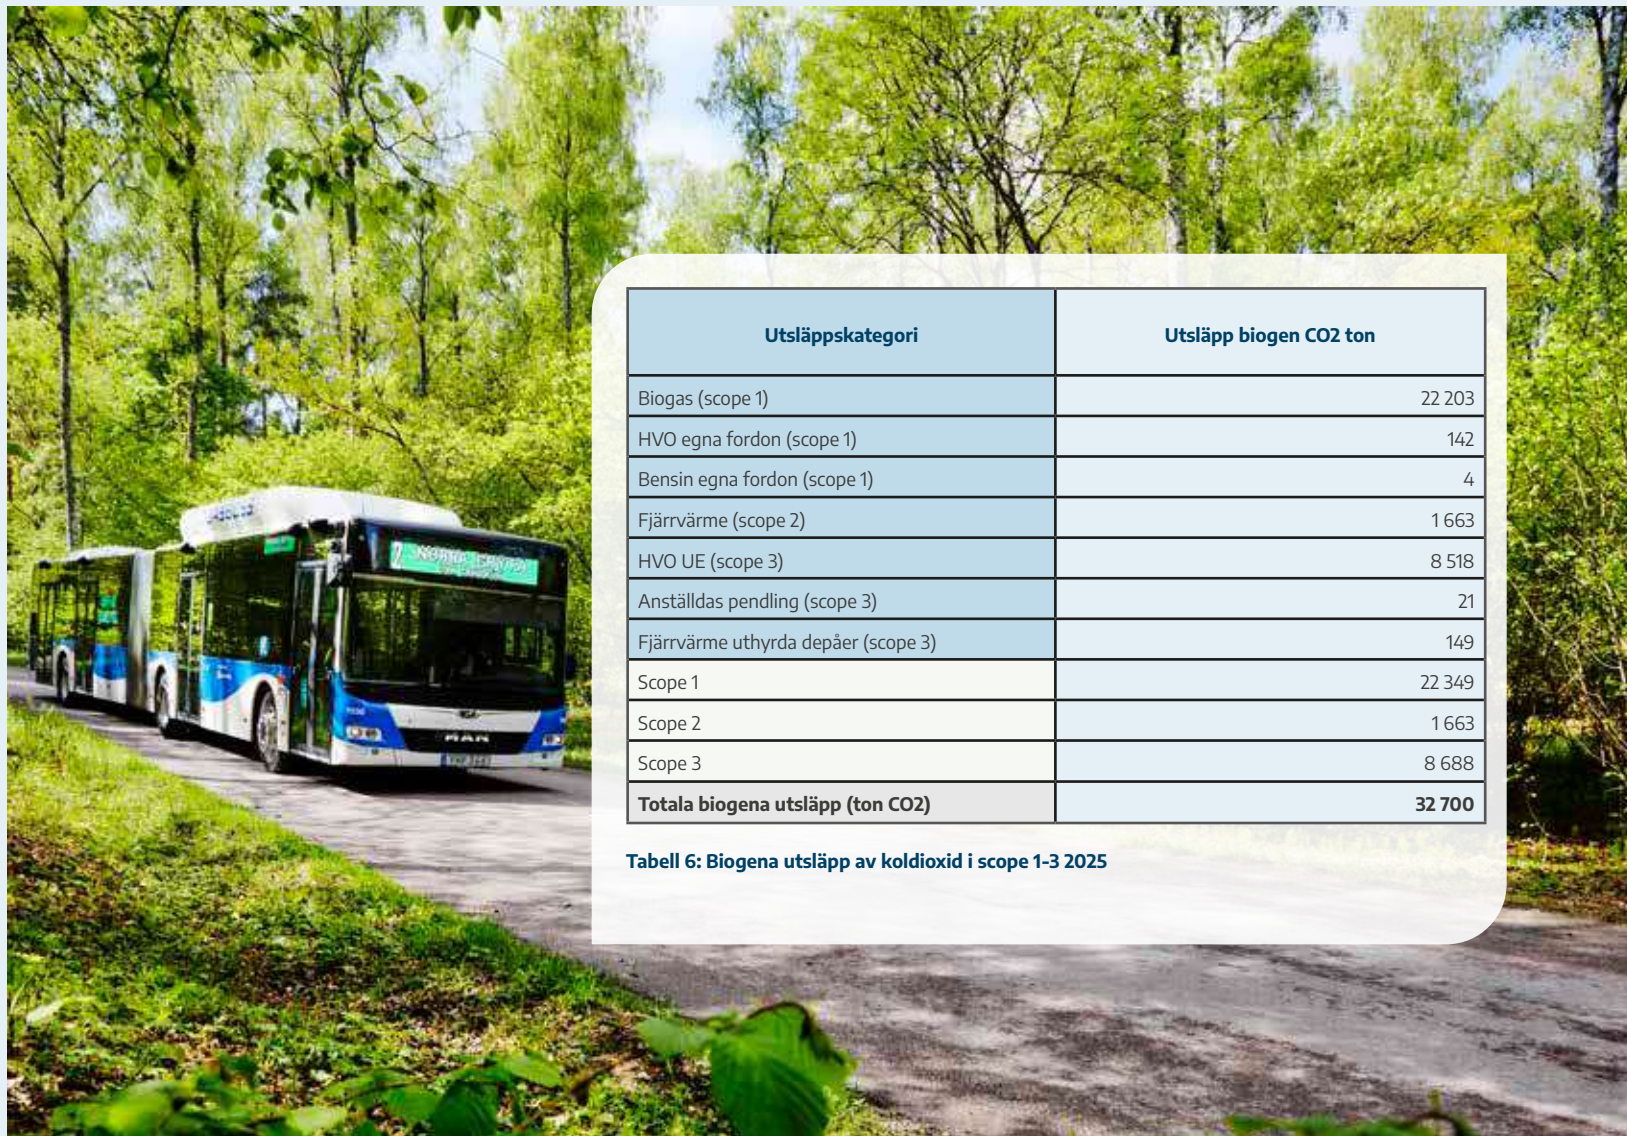 Utsläppskategori Utsläpp biogen CO2 ton
Biogas (scope 1) 22 203
HVO egna fordon (scope 1) 142
Bensin egna fordon (scope 1) 4
Fjärrvärme (scope 2) 1 663
HVO UE (scope 3) 8 518
Anställdas pendling (scope 3) 21
Fjärrvärme uthyrda depåer (scope 3) 149
Scope 1 22 349
Scope 2 1 663
Scope 3 8 688
Totala biogena utsläpp (ton CO2) 32 700
Tabell 6: Biogena utsläpp av koldioxid i scope 1-3 2025
2
MAN